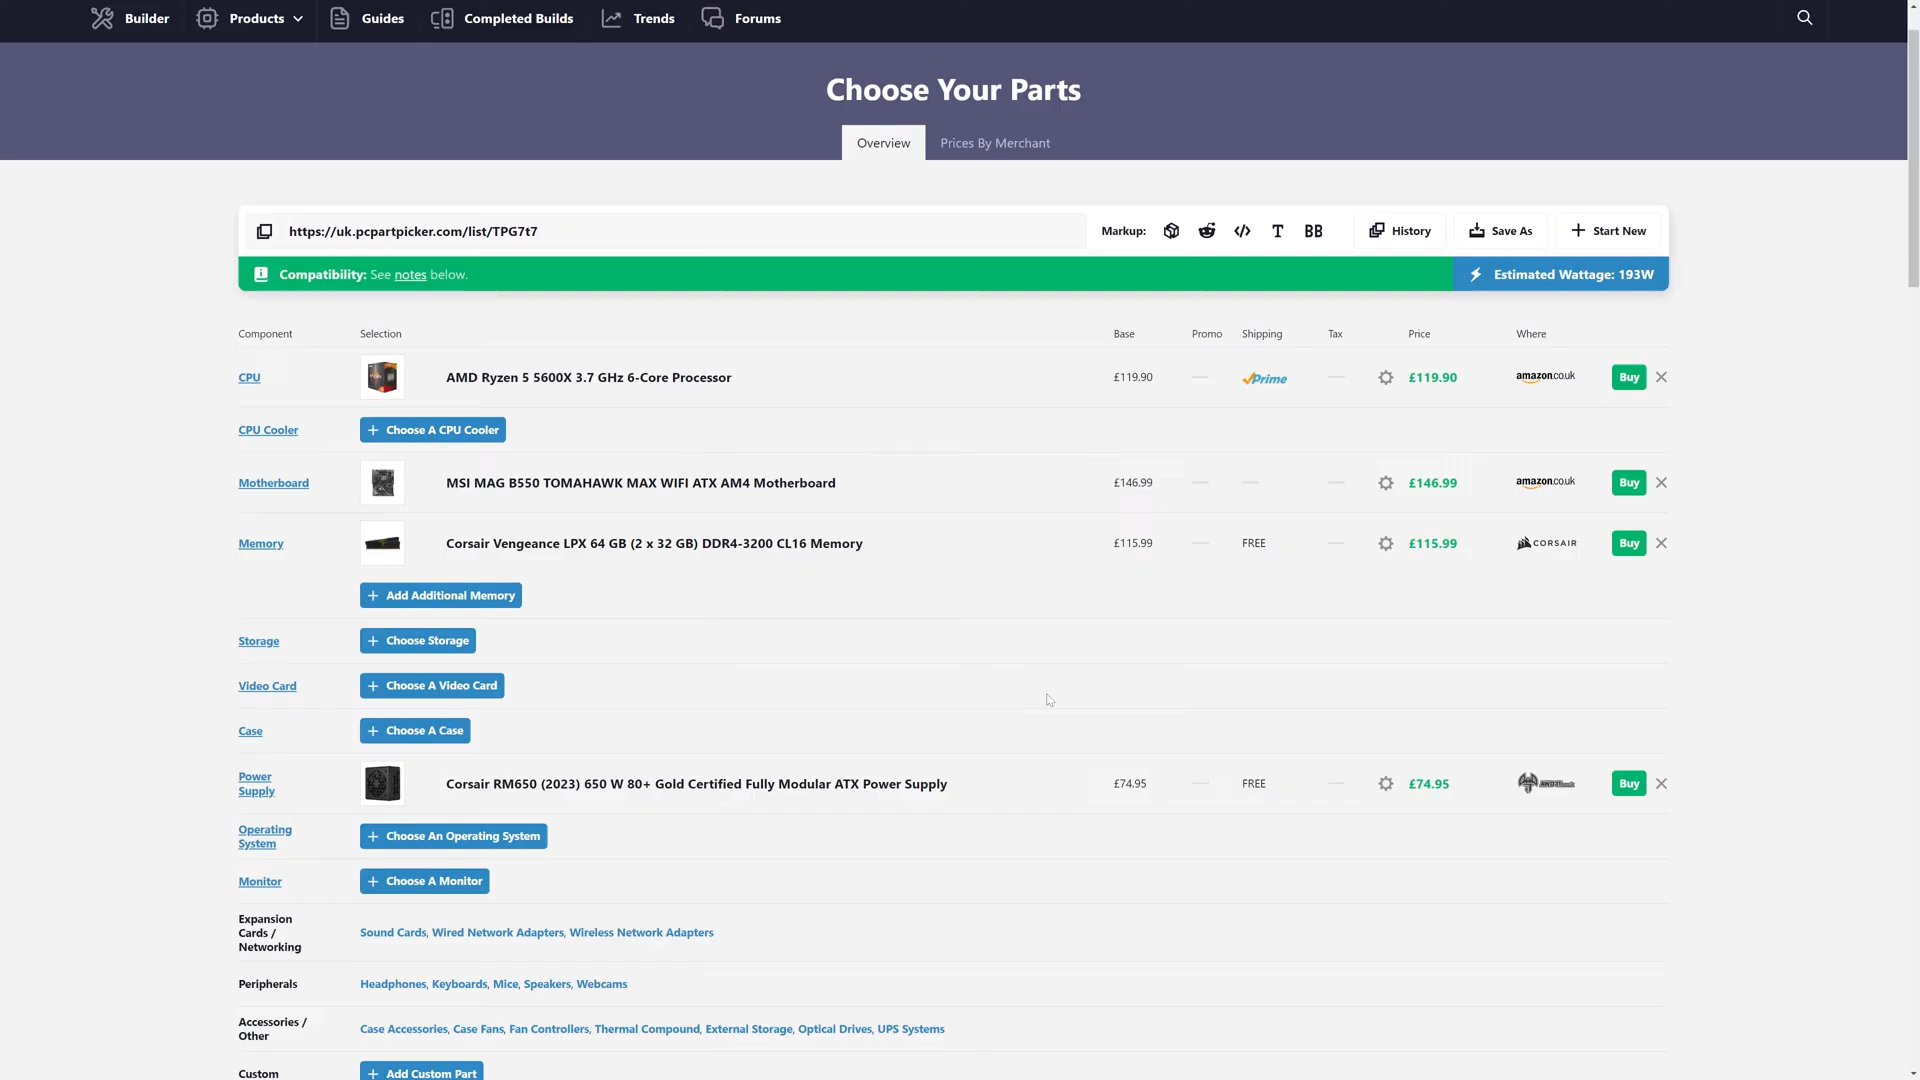 Builder Products Guides Completed Builds Trends Forums
Choose Your Parts
Overview Prices By Merchant
https://uk.pcpartpicker.com/list/TPG7t7 Markup: T BB History Save As Start New
Compatibility: See notes below. Estimated Wattage: 193W
Component Selection Base Promo Shipping Tax Price Where
CPU AMD Ryzen 5 5600X 3.7 GHz 6-Core Processor £119.90 — Prime — £119.90 amazon.co.uk Buy
CPU Cooler + Choose A CPU Cooler
Motherboard MSI MAG B550 TOMAHAWK MAX WIFI ATX AM4 Motherboard £146.99 — — — £146.99 amazon.co.uk Buy
Memory Corsair Vengeance LPX 64 GB (2 x 32 GB) DDR4-3200 CL16 Memory £115.99 — FREE — £115.99 CORSAIR Buy
+ Add Additional Memory
Storage + Choose Storage
Video Card + Choose A Video Card
Case + Choose A Case
Power
Supply Corsair RM650 (2023) 650 W 80+ Gold Certified Fully Modular ATX Power Supply £74.95 — FREE — £74.95 Buy
Operating
System + Choose An Operating System
Monitor + Choose A Monitor
Expansion
Cards /
Networking Sound Cards, Wired Network Adapters, Wireless Network Adapters
Peripherals Headphones, Keyboards, Mice, Speakers, Webcams
Accessories /
Other Case Accessories, Case Fans, Fan Controllers, Thermal Compound, External Storage, Optical Drives, UPS Systems
Custom + Add Custom Part